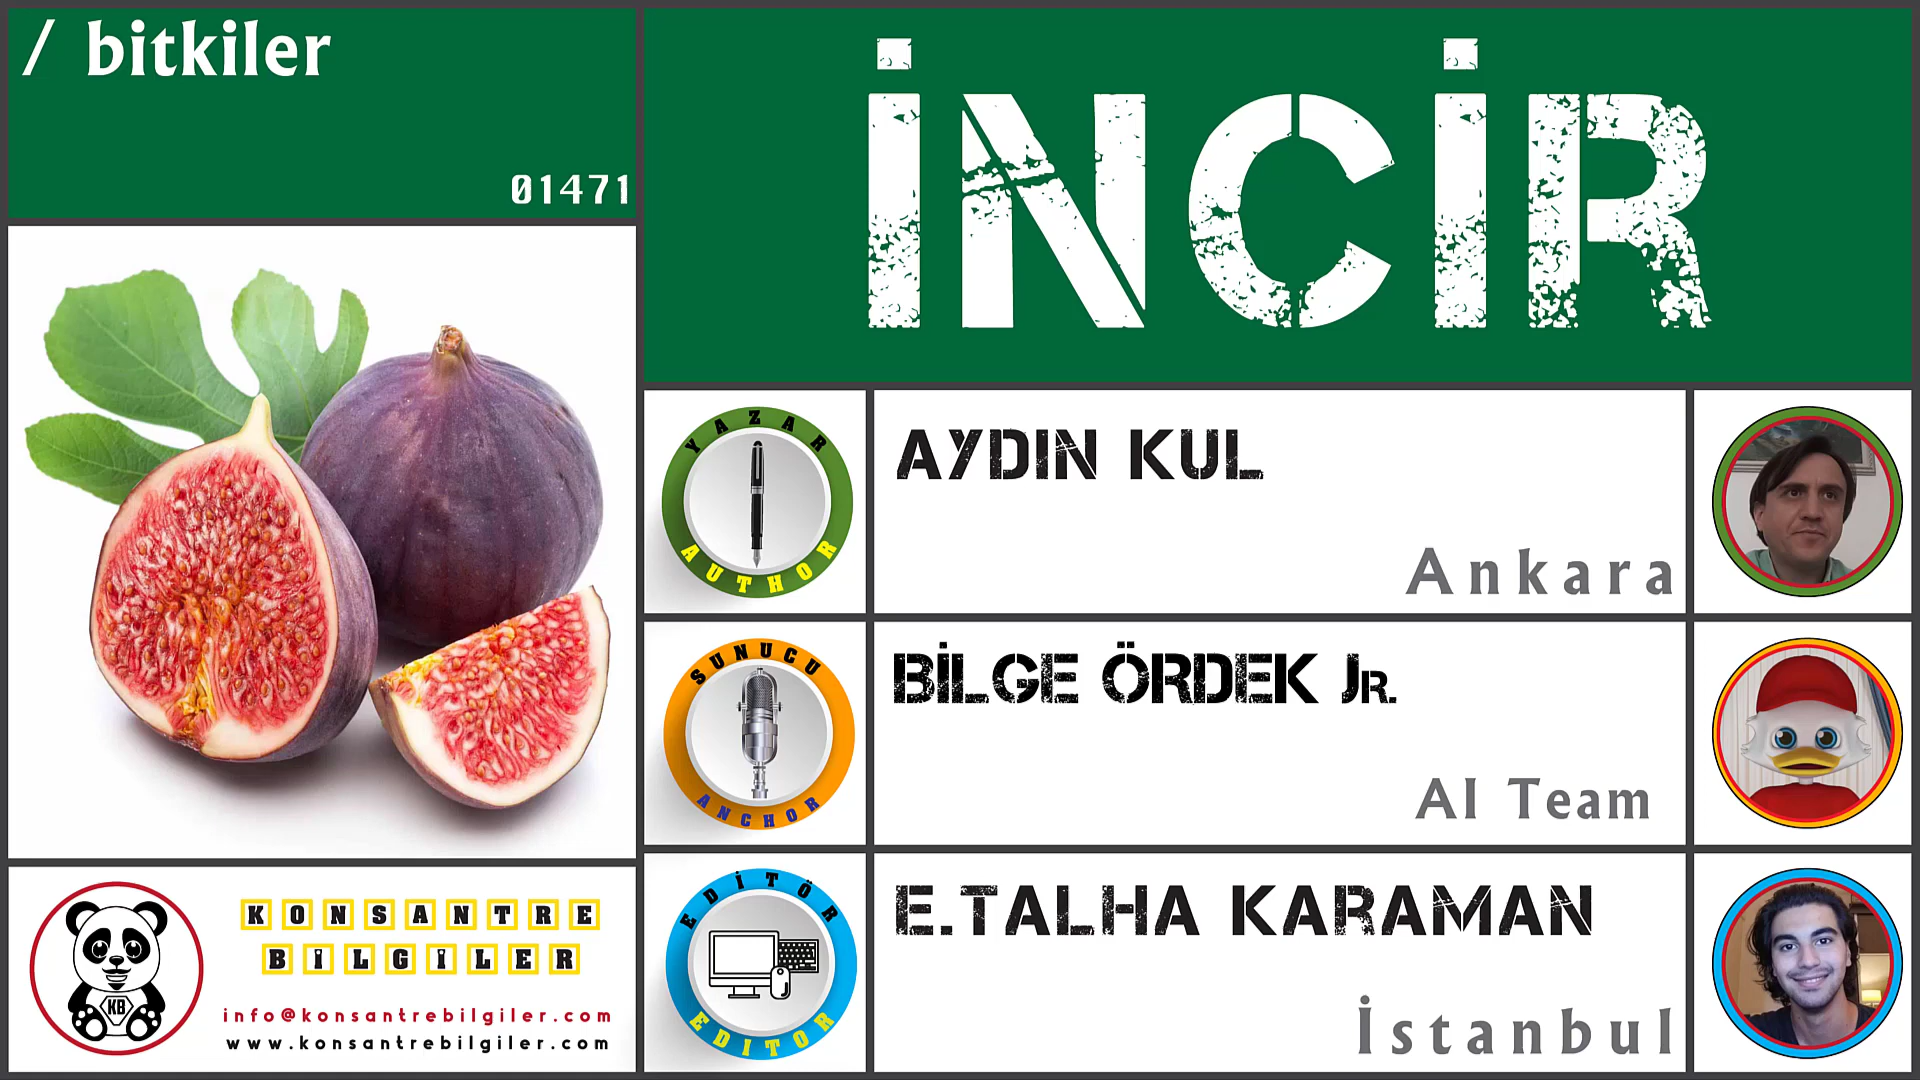 / bitkiler
01471
İNCİR
YAZAR
AUTHOR
AYDIN KUL
Ankara
SUNUCU
ANCHOR
BİLGE ÖRDEK Jr.
AI Team
EDİTÖR
EDITOR
E.TALHA KARAMAN
İstanbul
KB
KONSANTRE
BİLGİLER
info@konsantrebilgiler.com
www.konsantrebilgiler.com